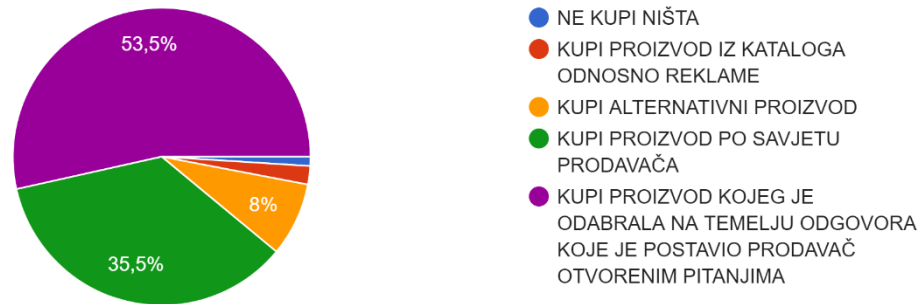 53,5%
8%
35,5%
NE KUPI NIŠTA
KUPI PROIZVOD IZ KATALOGA
ODNOSNO REKLAME
KUPI ALTERNATIVNI PROIZVOD
KUPI PROIZVOD PO SAVJETU
PRODAVAČA
KUPI PROIZVOD KOJEG JE
ODABRALA NA TEMELJU ODGOVORA
KOJE JE POSTAVIO PRODAVAČ
OTVORENIM PITANJIMA